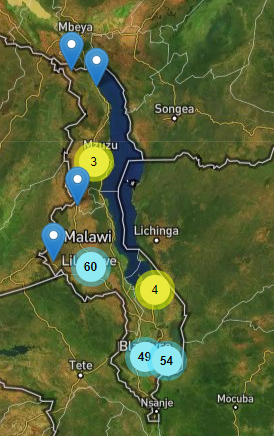 Mbeya
Songea
Mzuzu
3
Lichinga
Malawi
60
4
49
54
Tete
Nsanje
Mocuba